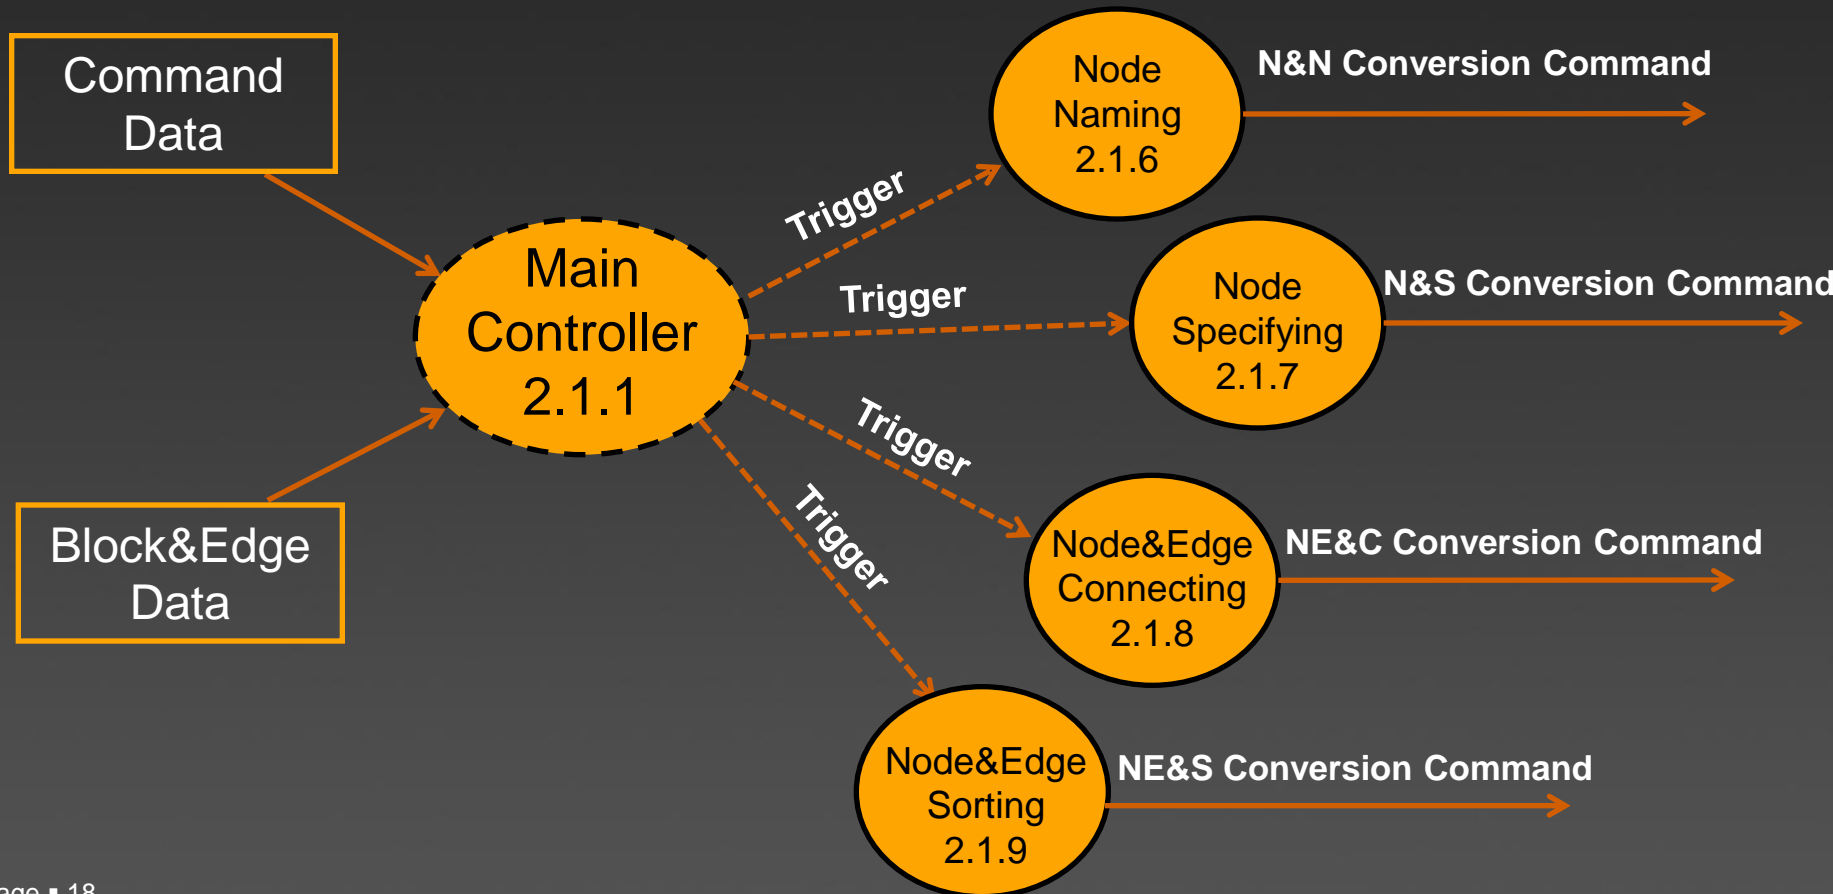 Command
Data
Block&Edge
Data
Main
Controller
2.1.1
Trigger
Trigger
Trigger
Trigger
Node
Naming
2.1.6
N&N Conversion Command
Node
Specifying
2.1.7
N&S Conversion Command
Node&Edge
Connecting
2.1.8
NE&C Conversion Command
Node&Edge
Sorting
2.1.9
NE&S Conversion Command
▪ 18